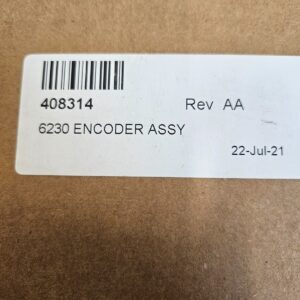 408314 Rev AA
6230 ENCODER ASSY
22-Jul-21